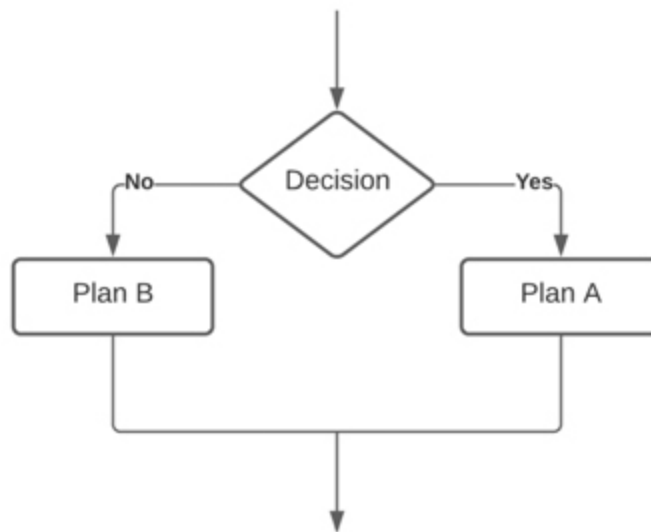 Decision
No
Yes
Plan B
Plan A